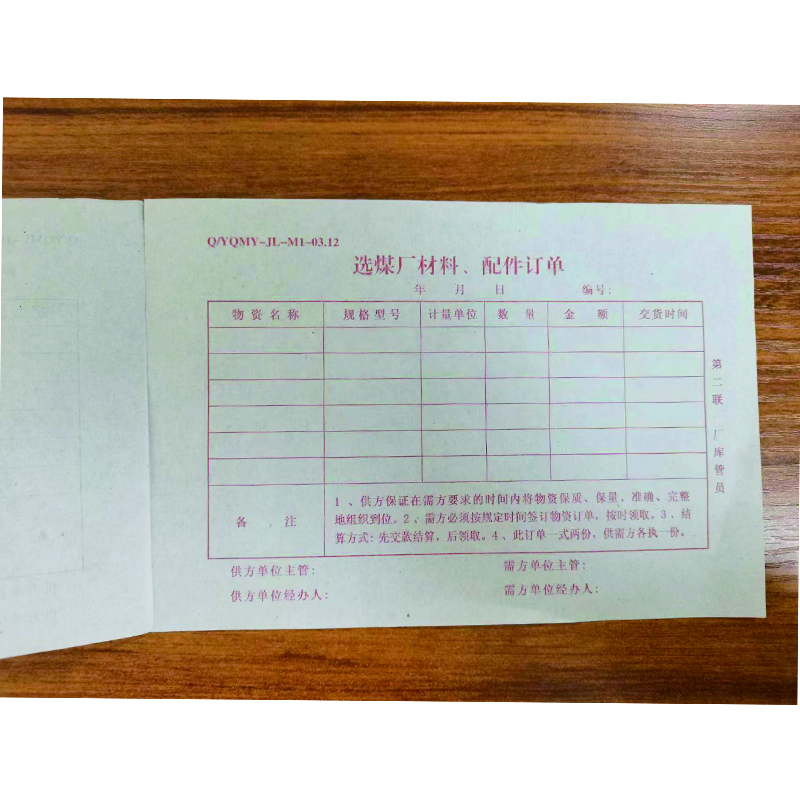 Q/YQMY-JL-M1-03.12
选煤厂材料、配件订单
年 月 日 编号:
物资名称 规格型号 计量单位 数量 金额 交货时间
备注
1、供方保证在需方要求的时间内将物资保质、保量、准确、完整
地组织到位。2、需方必须按规定时间签订物资订单,按时领取。3、结
算方式:先交款结算,后领取。4、此订单一式两份,供需方各执一份。
供方单位主管: 需方单位主管:
供方单位经办人: 需方单位经办人:
第二联 厂库管员